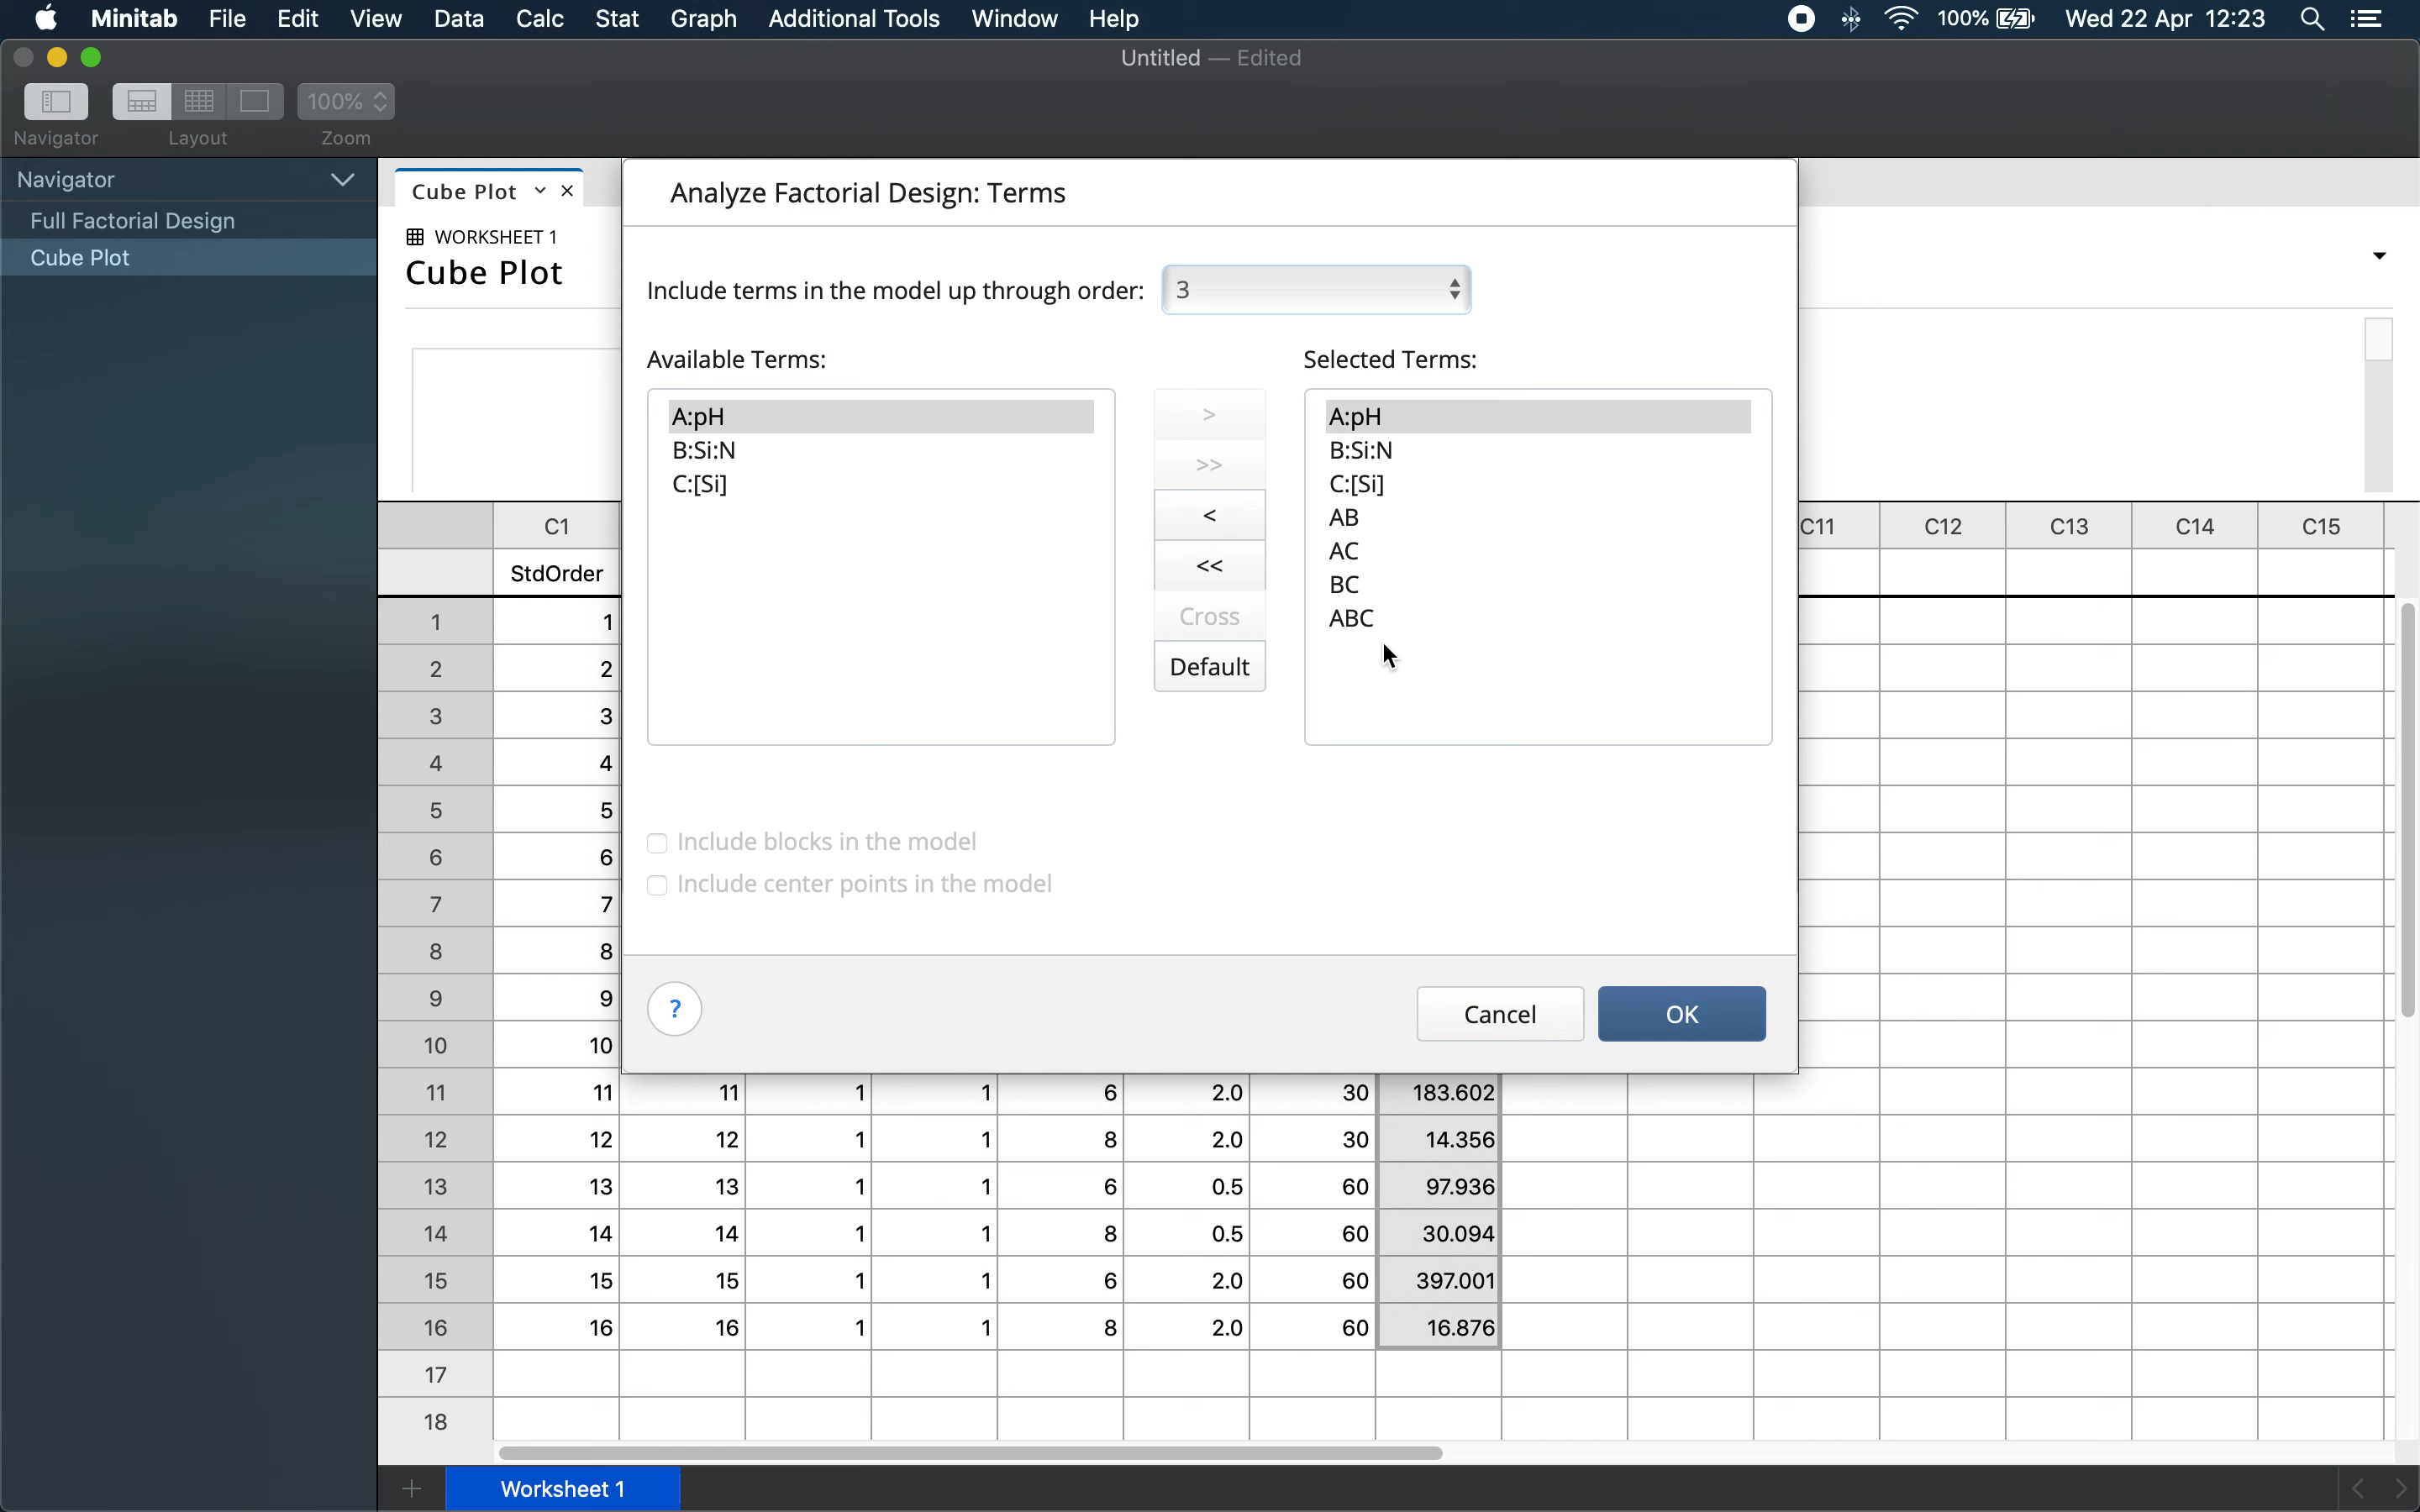 Minitab File Edit View Data Calc Stat Graph Additional Tools Window Help 100% Wed 22 Apr 12:23
Untitled — Edited
100%
Navigator Layout Zoom
Navigator
Full Factorial Design
Cube Plot
Cube Plot
WORKSHEET 1
Cube Plot
Analyze Factorial Design: Terms
Include terms in the model up through order: 3
Available Terms: Selected Terms:
A:pH > A:pH
B:Si:N >> B:Si:N
C:[Si] C:[Si]
< AB
AC
<< BC
Cross ABC
Default
Include blocks in the model
Include center points in the model
? Cancel OK
C1 C11 C12 C13 C14 C15
StdOrder
1 1
2 2
3 3
4 4
5 5
6 6
7 7
8 8
9 9
10 10
11 11 11 1 1 6 2.0 30 183.602
12 12 12 1 1 8 2.0 30 14.356
13 13 13 1 1 6 0.5 60 97.936
14 14 14 1 1 8 0.5 60 30.094
15 15 15 1 1 6 2.0 60 397.001
16 16 16 1 1 8 2.0 60 16.876
17
18
+ Worksheet 1 < >